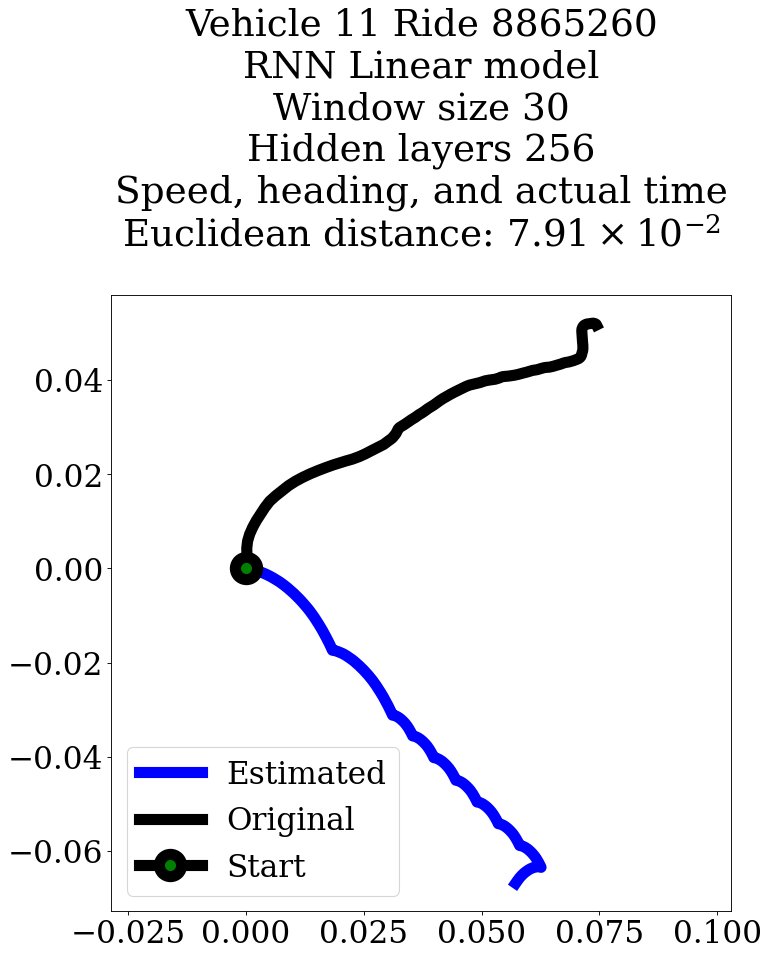 Vehicle 11 Ride 8865260
RNN Linear model
Window size 30
Hidden layers 256
Speed, heading, and actual time
Euclidean distance: 7.91 × 10⁻²
0.04
0.02
0.00
−0.02
−0.04
−0.06
Estimated
Original
Start
−0.025 0.000 0.025 0.050 0.075 0.100